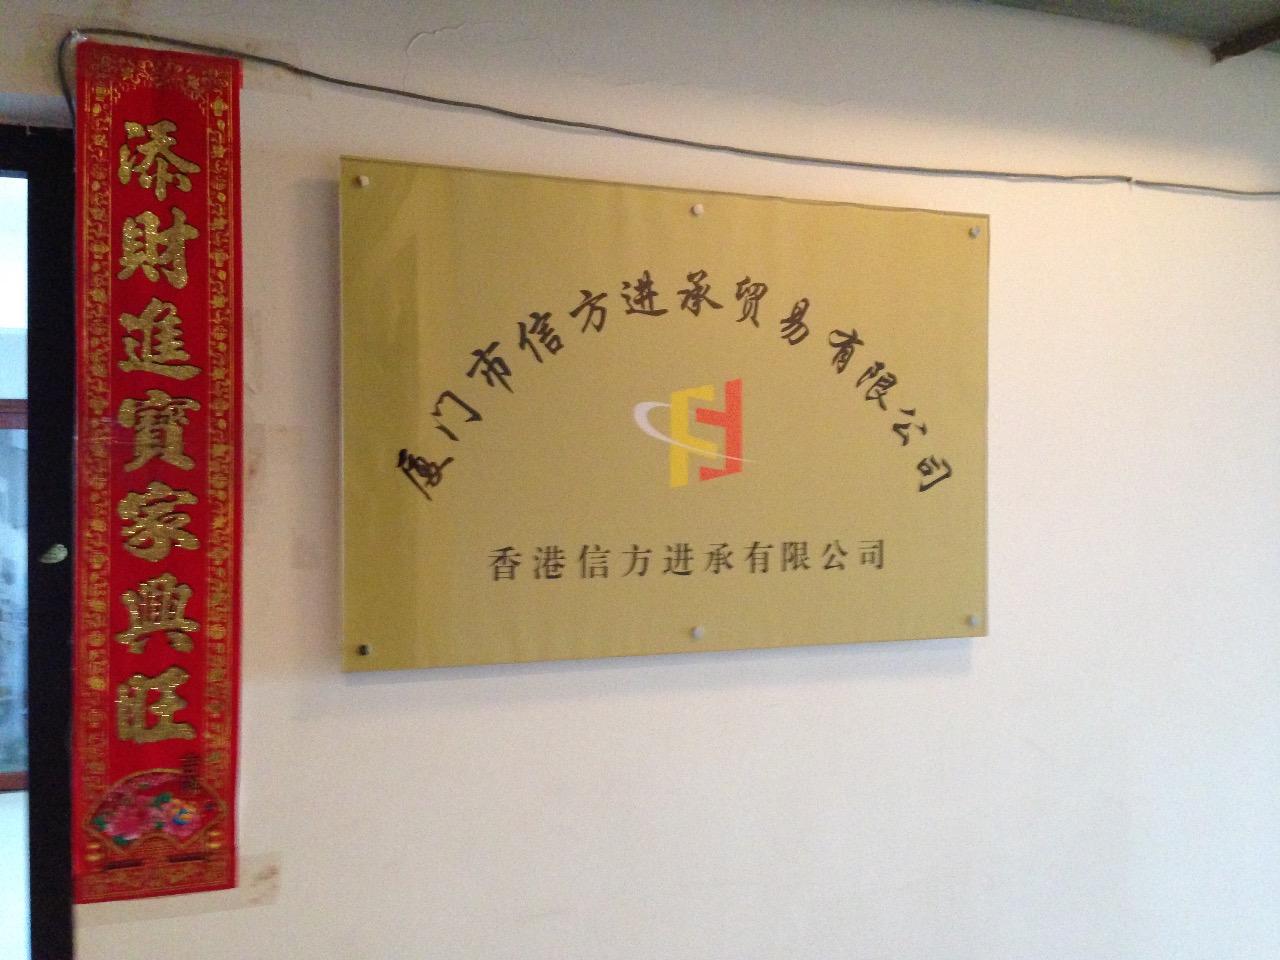 添財進寶家興旺
厦门市信方进承贸易有限公司
香港信方进承有限公司